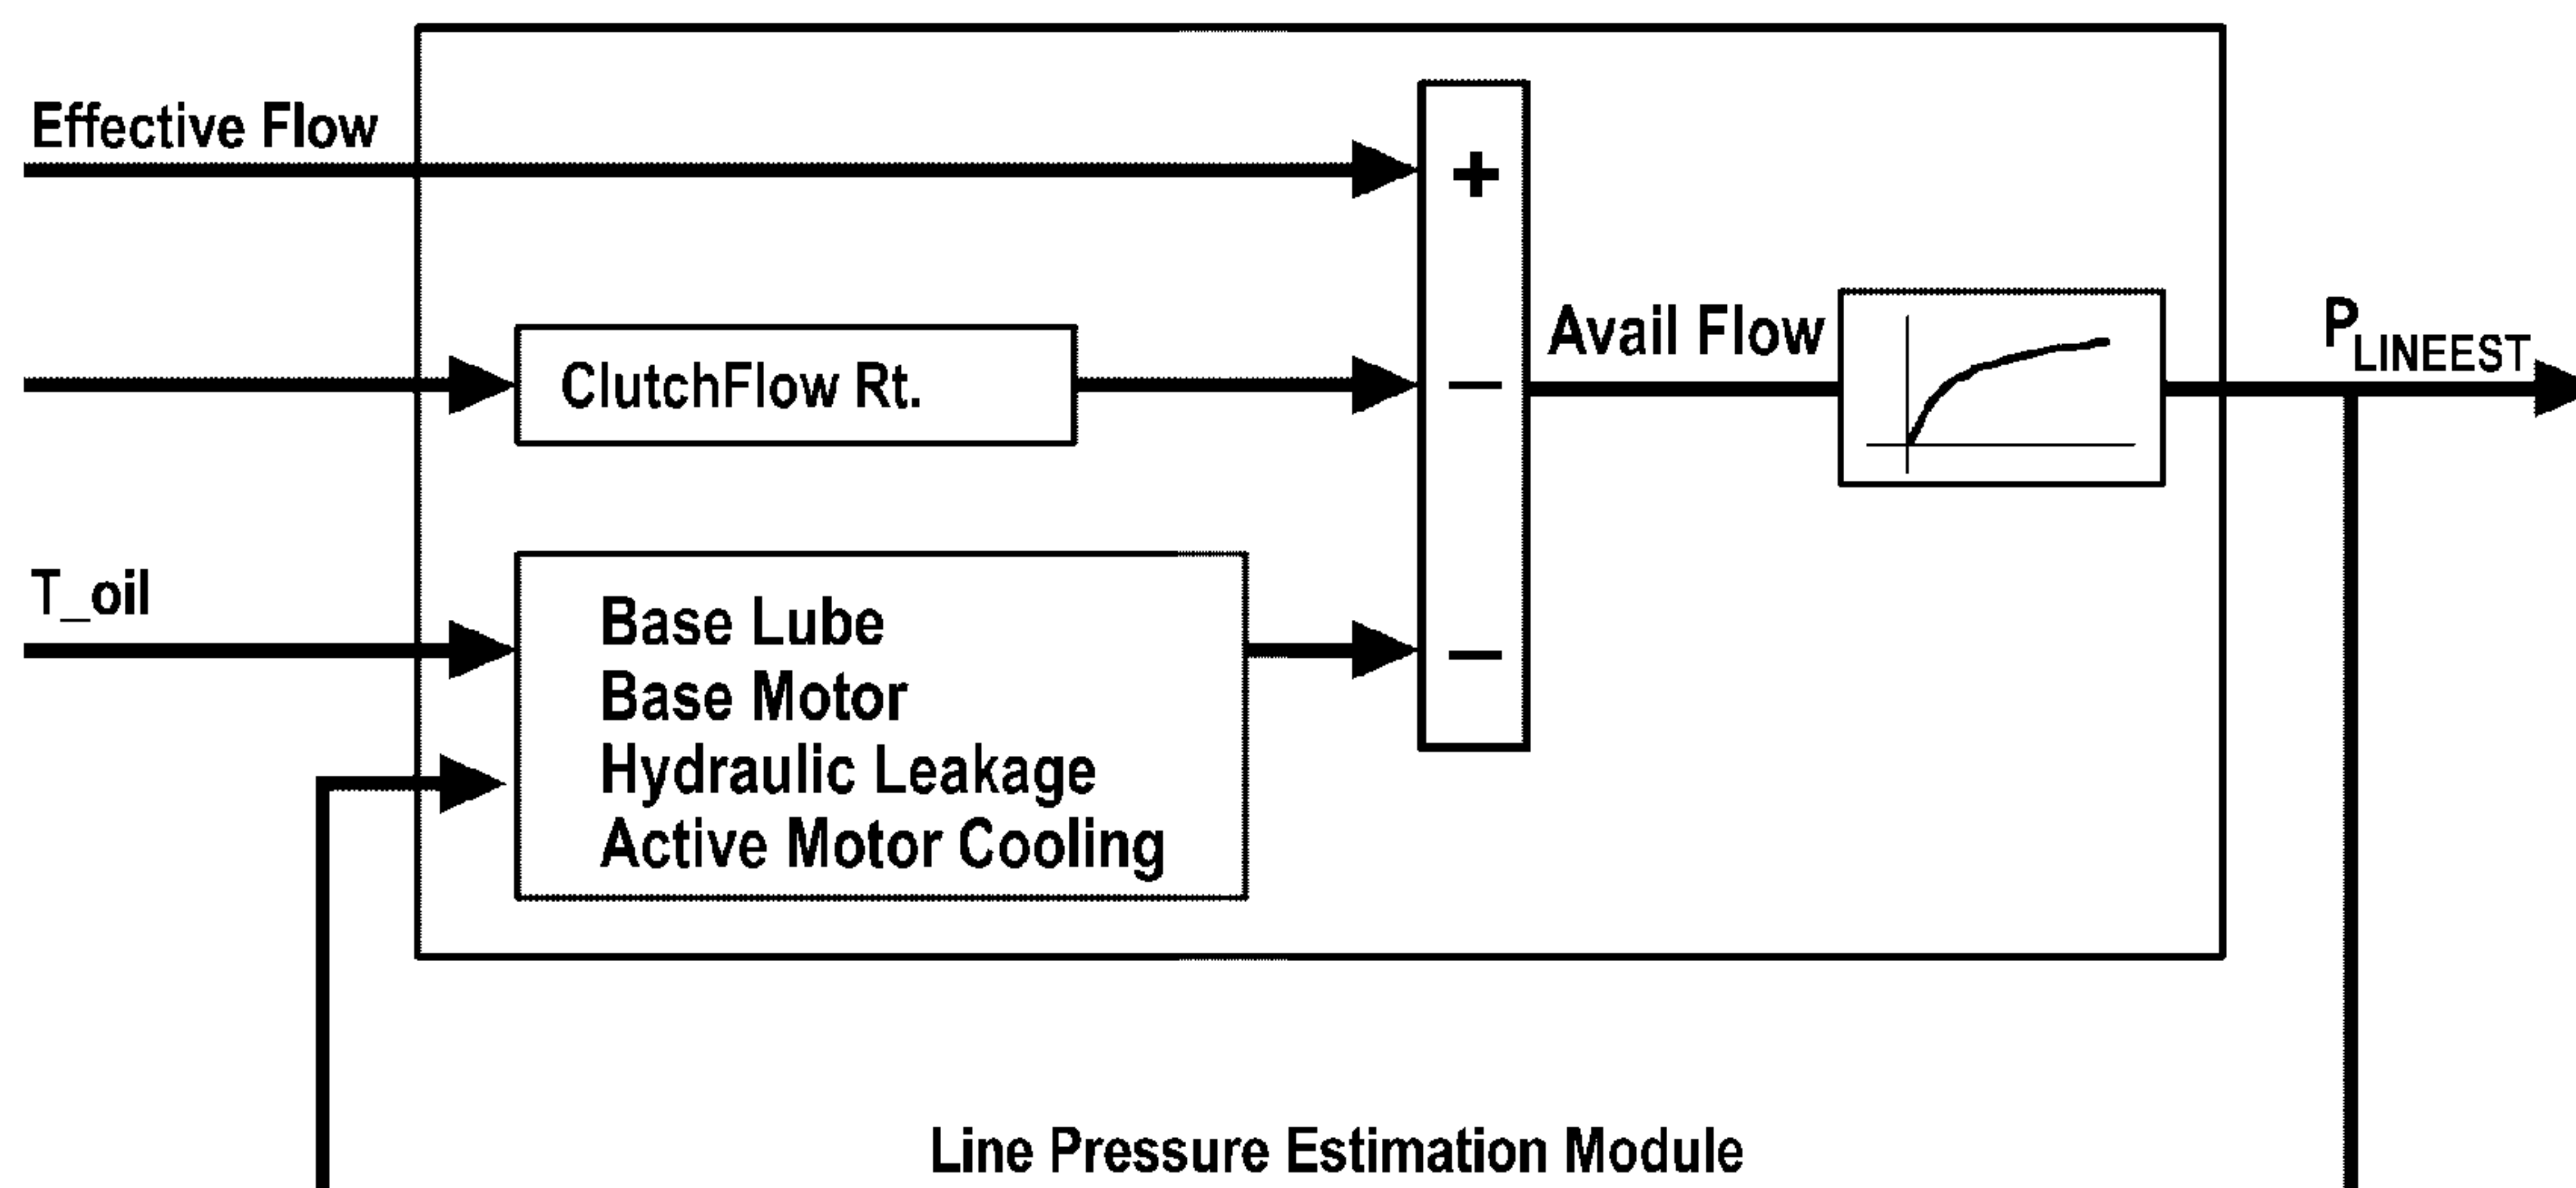 Effective Flow
+
Avail Flow
P_LINEEST
ClutchFlow Rt.
–
T_oil
Base Lube
Base Motor
Hydraulic Leakage
Active Motor Cooling
–
Line Pressure Estimation Module